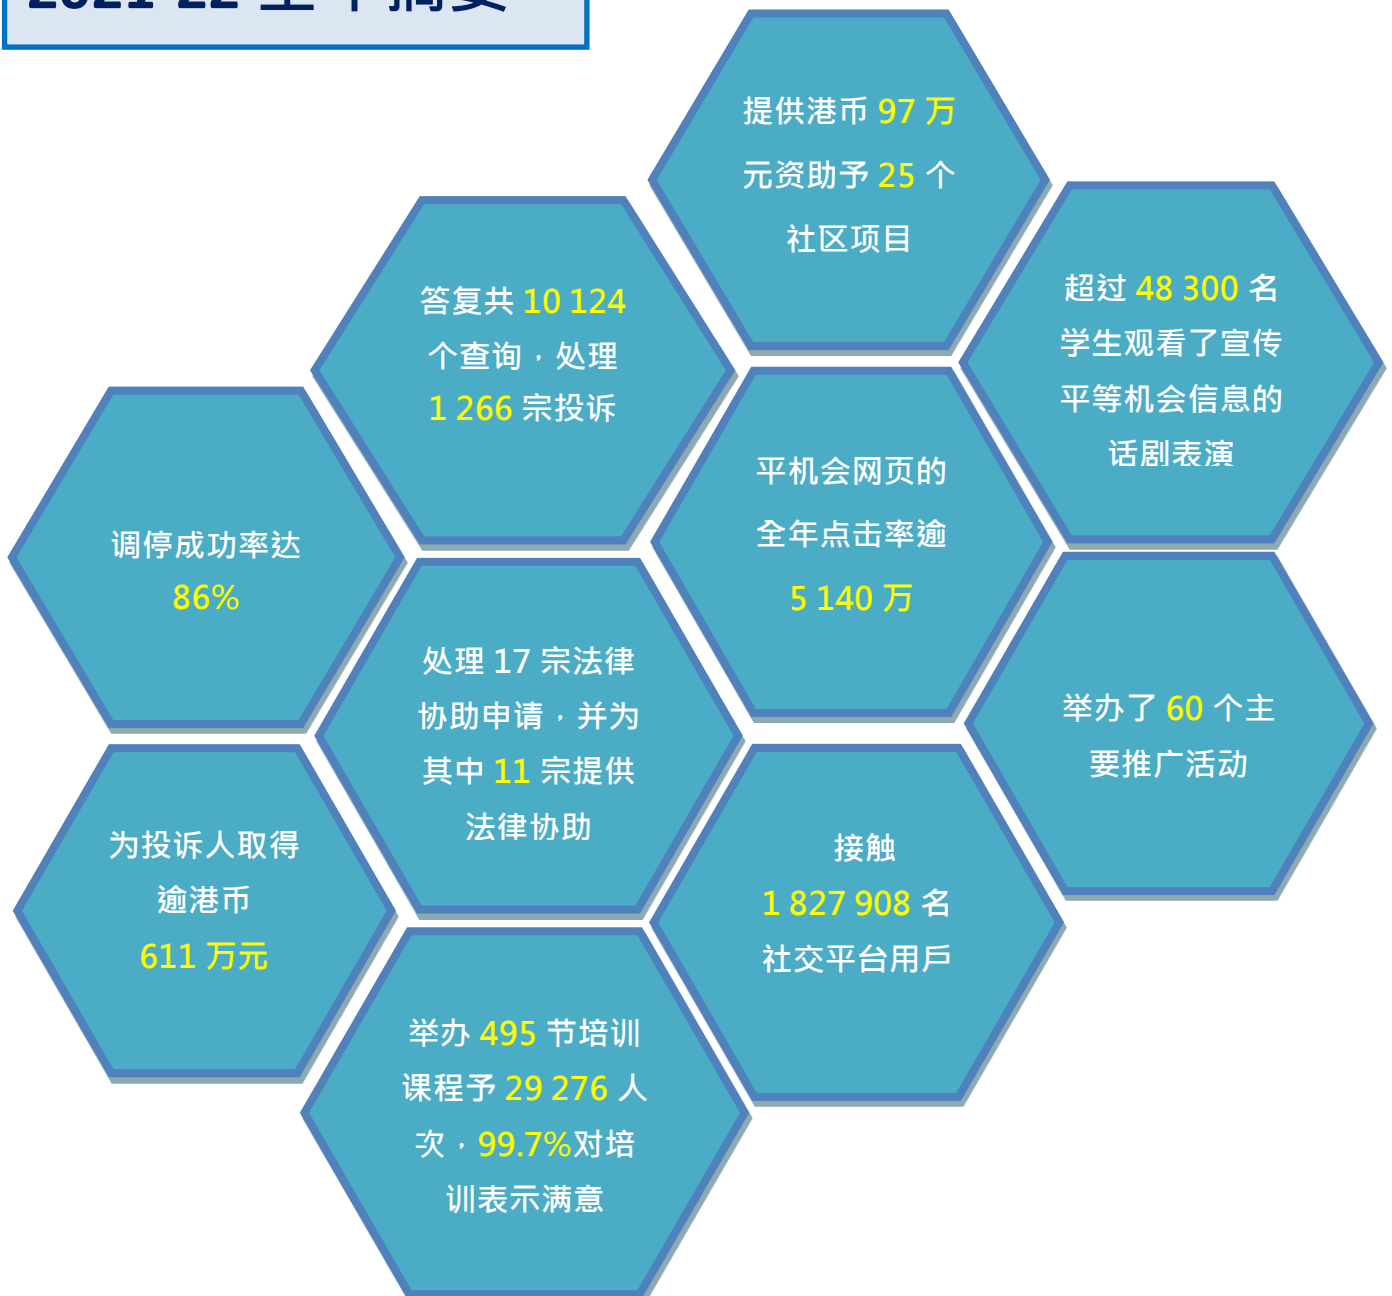 2021-22
摘要
提供港币 97 万
元资助予 25 个
社区项目
超过 48 300 名
学生观看了宣传
平等机会信息的
话剧表演
答复共 10 124
个查询，处理
1 266 宗投诉
平机会网页的
全年点击率逾
5 140 万
调停成功率达
86%
处理 17 宗法律
协助申请，并为
其中 11 宗提供
法律协助
举办了 60 个主
要推广活动
为投诉人取得
逾港币
611 万元
接触
1 827 908 名
社交平台用戶
举办 495 节培训
课程予 29 276 人
次，99.7%对培
训表示满意